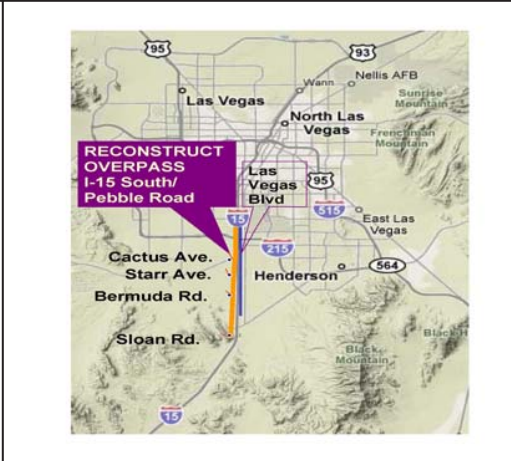 95
93
Wann
Nellis AFB
Las Vegas
Sunrise
Mountain
North Las
Vegas
Frenchman
Mountain
RECONSTRUCT
OVERPASS
I-15 South/
Pebble Road
Las
Vegas
Blvd
95
15
515
East Las
Vegas
215
Cactus Ave.
Starr Ave.
Henderson
564
Bermuda Rd.
Sloan Rd.
Black H
Black
Mountain
15